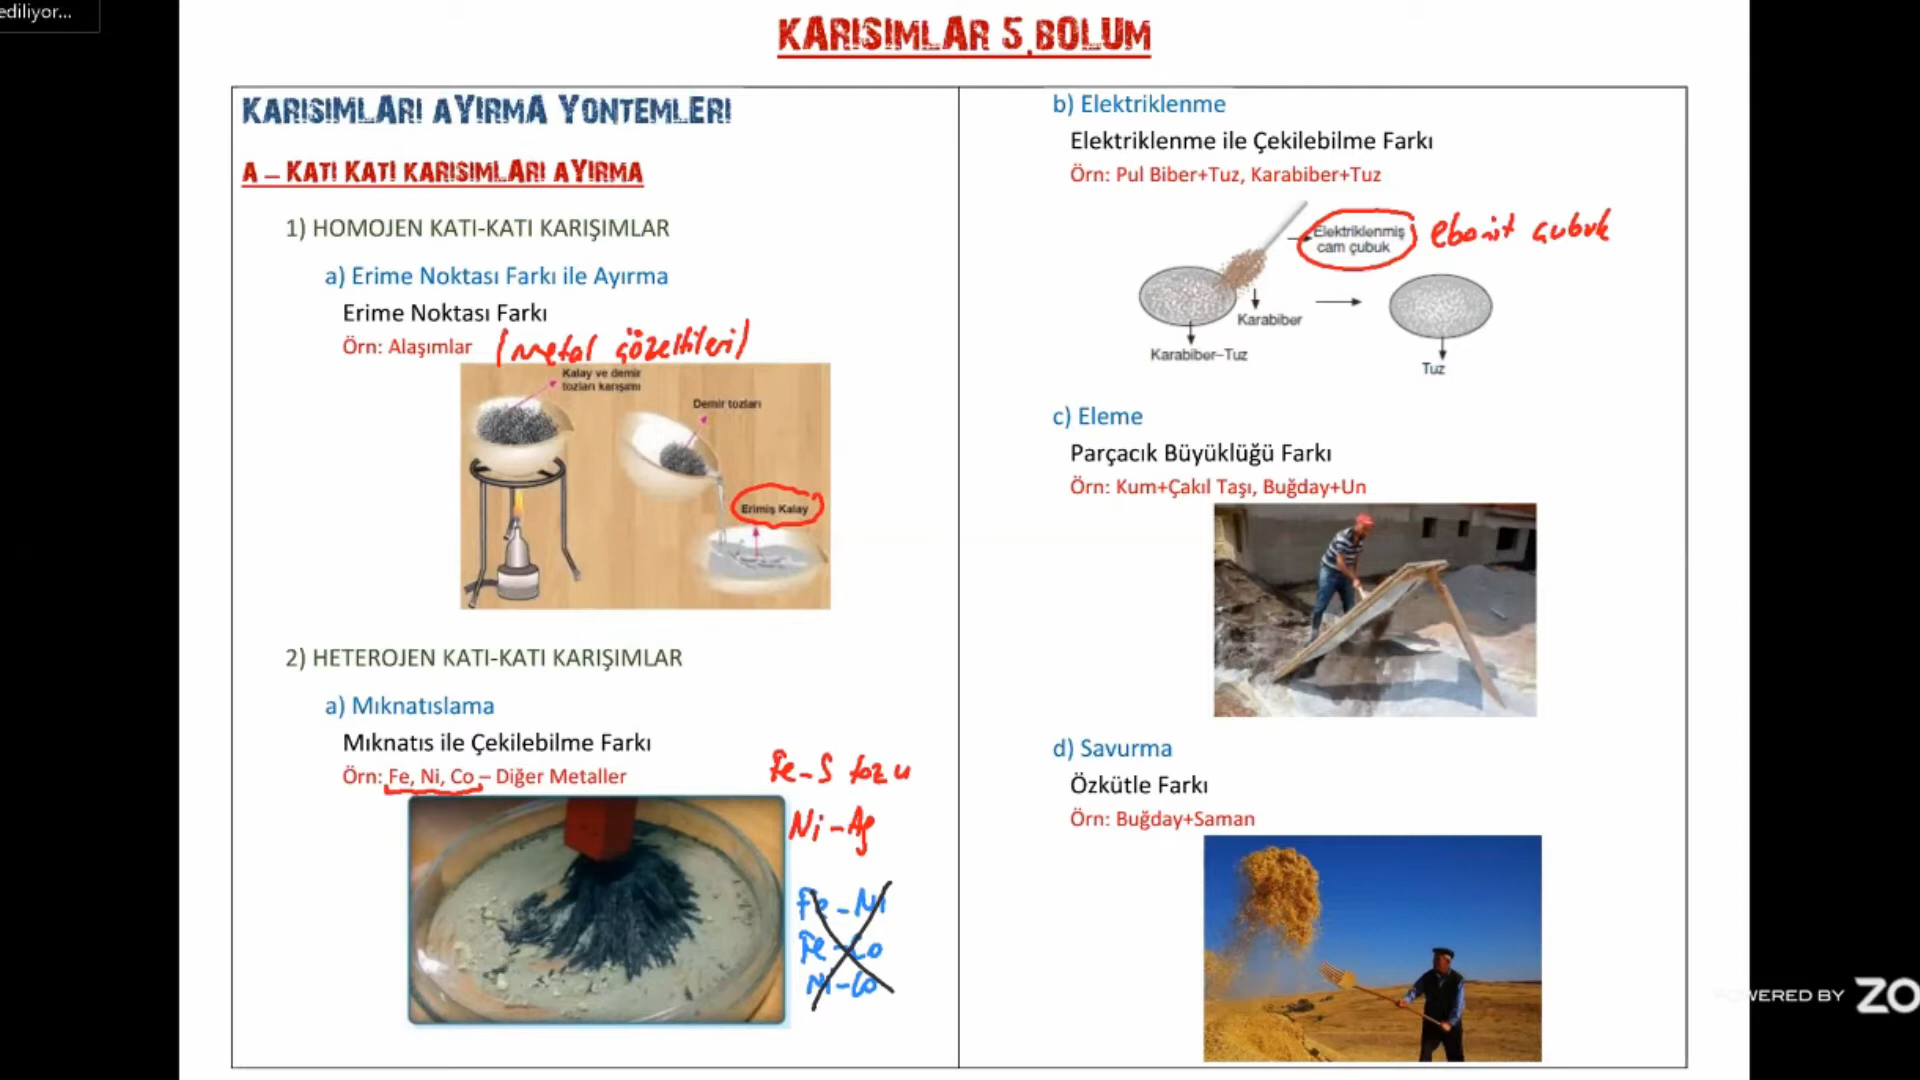 ediliyor...
KARIŞIMLAR 5.BÖLÜM
KARIŞIMLARI AYIRMA YÖNTEMLERİ
A – KATI KATI KARIŞIMLARI AYIRMA
1) HOMOJEN KATI-KATI KARIŞIMLAR
a) Erime Noktası Farkı ile Ayırma
Erime Noktası Farkı
Örn: Alaşımlar (metal çözeltileri)
Kalay ve demir
tozları karışımı
Demir tozları
Erimiş Kalay
2) HETEROJEN KATI-KATI KARIŞIMLAR
a) Mıknatıslama
Mıknatıs ile Çekilebilme Farkı
Örn: Fe, Ni, Co – Diğer Metaller
Fe-S tozu
Ni-Ag
Fe-Ni
Fe-Co
Ni-Co
b) Elektriklenme
Elektriklenme ile Çekilebilme Farkı
Örn: Pul Biber+Tuz, Karabiber+Tuz
Elektriklenmiş
cam çubuk
ebonit çubuk
Karabiber
Karabiber–Tuz
Tuz
c) Eleme
Parçacık Büyüklüğü Farkı
Örn: Kum+Çakıl Taşı, Buğday+Un
d) Savurma
Özkütle Farkı
Örn: Buğday+Saman
POWERED BY ZO